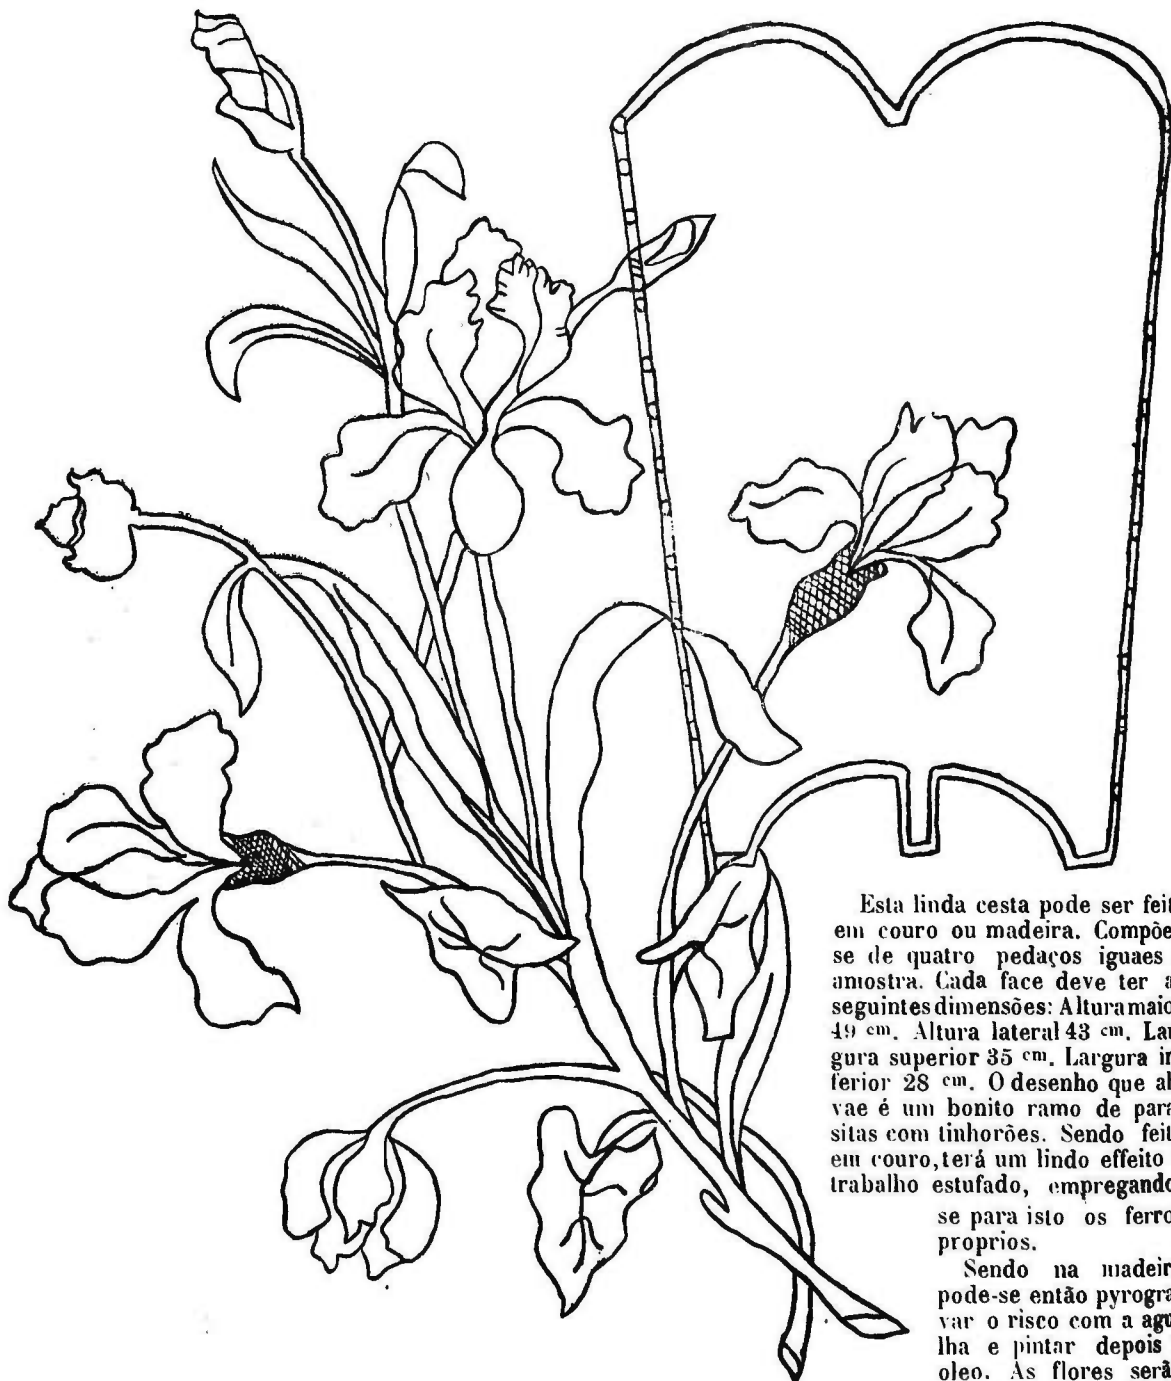 Esta linda cesta pode ser feit
em couro ou madeira. Compõe
se de quatro pedaços iguaes
amostra. Cada face deve ter a
seguintes dimensões: Altura maio
49 cm. Altura lateral 43 cm. Lar
gura superior 35 cm. Largura in
ferior 28 cm. O desenho que ah
vae é um bonito ramo de para
sitas com tinhorões. Sendo feit
em couro, terá um lindo effeito
trabalho estufado, empregando
se para isto os ferro
proprios.
Sendo na madeir
pode-se então pyrogra
var o risco com a agu
lha e pintar depois
oleo. As flores serã